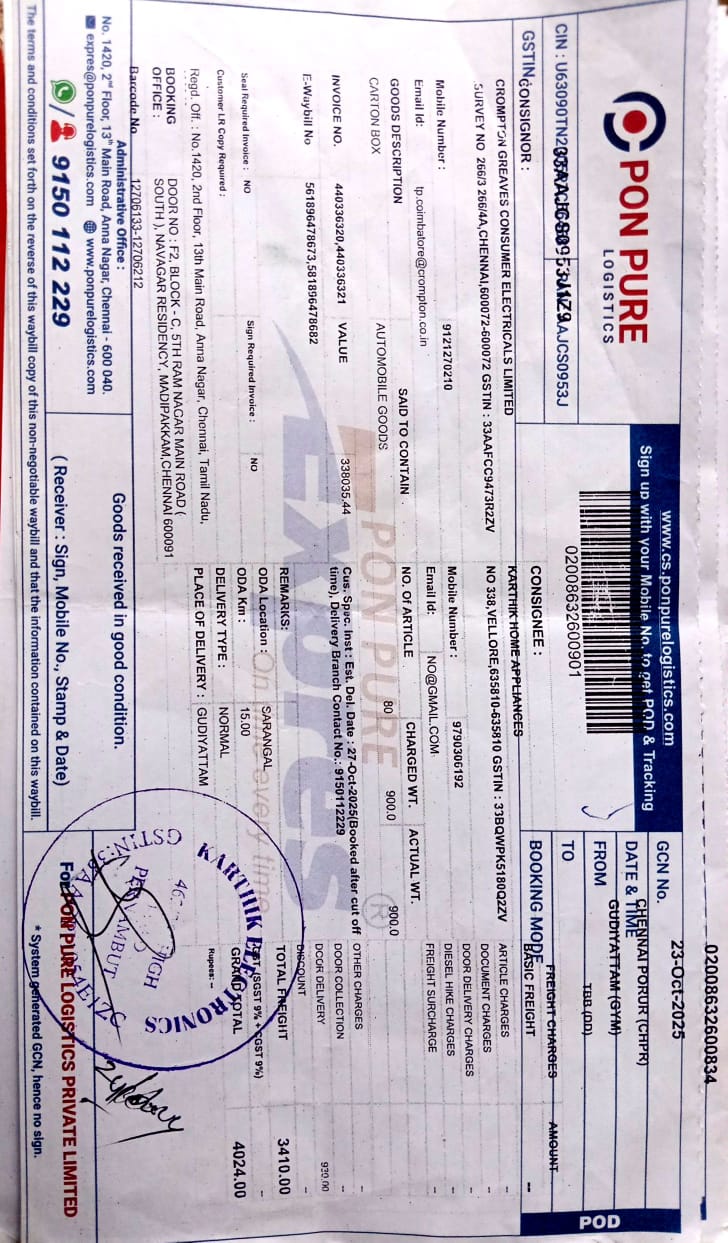 PON PURE
LOGISTICS
www.cs.ponpurelogistics.com
Sign up with your Mobile No. to get POD & Tracking
02008632600901
02008632600834
GCN No.
DATE & TIME 23-Oct-2025
FROM CHENNAI PORUR (CHPR)
TO GUDIYATTAM (GYM)
BOOKING MODE TBB (DD)
POD
CIN :
GSTIN
CONSIGNOR :
CROMPTON GREAVES CONSUMER ELECTRICALS LIMITED
SURVEY NO 266/3 266/4A,CHENNAI,600072-600072 GSTIN : 33AAFCC9473R2ZV
Mobile Number : 9121270210
Email Id: tp.coimbatore@crompton.co.in
CONSIGNEE :
KARTHIK HOME APPLIANCES
NO 338,VELLORE,635810-635810 GSTIN : 33BQWPK5180Q2ZV
Mobile Number : 9790306192
Email Id: NO@GMAIL.COM
GOODS DESCRIPTION SAID TO CONTAIN NO. OF ARTICLE CHARGED WT. ACTUAL WT.
CARTON BOX AUTOMOBILE GOODS 80 900.0 900.0
INVOICE NO. 440336320,440336321 VALUE 338035.44
Cus. Spac. Inst : Est. Del. Date : 27-Oct-2025(Booked after cut off
time), Delivery Branch Contact No.: 9150112229
E-Waybill No 561896478673,581896478682
REMARKS:
Seal Required Invoice : NO Sign Required Invoice : NO
ODA Location : SARANGAL
ODA Km : 15.00
Customer LR Copy Required :
DELIVERY TYPE : NORMAL
PLACE OF DELIVERY : GUDIYATTAM
Regd. Off. : No.1420, 2nd Floor, 13th Main Road, Anna Nagar, Chennai, Tamil Nadu,
BOOKING
OFFICE :
DOOR NO : F2, BLOCK - C, 5TH RAM NAGAR MAIN ROAD (
SOUTH ), NAVAGAR RESIDENCY, MADIPAKKAM,CHENNAI 600091
Barcode No 12706133-12706212
FREIGHT CHARGES AMOUNT
BASIC FREIGHT --
ARTICLE CHARGES -
DOCUMENT CHARGES -
DOOR DELIVERY CHARGES -
DIESEL HIKE CHARGES -
FREIGHT SURCHARGE -
OTHER CHARGES -
DOOR COLLECTION -
DOOR DELIVERY 930.00
DISCOUNT -
TOTAL FREIGHT 3410.00
GST (SGST 9% + CGST 9%) -
GRAND TOTAL 4024.00
Rupees: --
PON PURE
Expres
On time every time
®
Administrative Office :
No. 1420, 2nd Floor, 13th Main Road, Anna Nagar, Chennai - 600 040.
expres@ponpurelogistics.com www.ponpurelogistics.com
9150 112 229
Goods received in good condition.
( Receiver : Sign, Mobile No., Stamp & Date)
KARTHIK ELECTRONICS
For PON PURE LOGISTICS PRIVATE LIMITED
* System generated GCN, hence no sign.
The terms and conditions set forth on the reverse of this waybill copy of this non-negotiable waybill and that the information contained on this waybill.